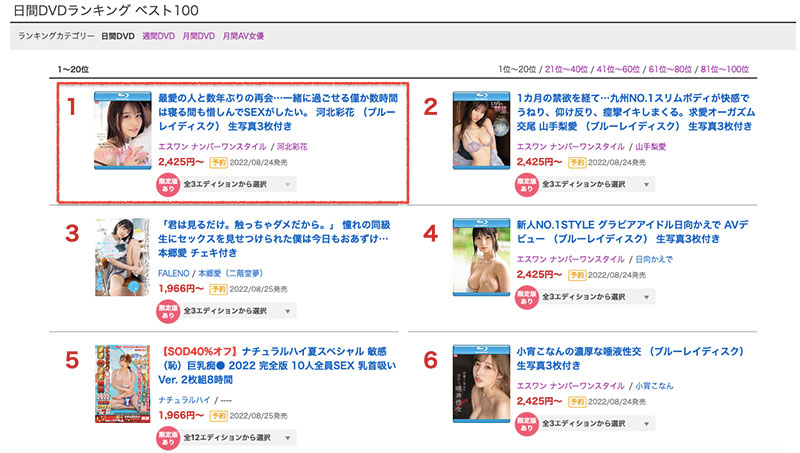 日間DVDランキング ベスト100
ランキングカテゴリー 日間DVD 週間DVD 月間DVD 月間AV女優
1〜20位
1位〜20位 / 21位〜40位 / 41位〜60位 / 61位〜80位 / 81位〜100位
1
最愛の人と数年ぶりの再会…一緒に過ごせる僅か数時間
は寝る間も惜しんでSEXがしたい。 河北彩花 （ブルー
レイディスク） 生写真3枚付き
エスワン ナンバーワンスタイル / 河北彩花
2,425円〜 予約 2022/08/24発売
限定版
あり
全3エディションから選択
2
1カ月の禁欲を経て…九州NO.1スリムボディが快感で
うねり、仰け反り、痙攣イキしまくる。求愛オーガズム
交尾 山手梨愛 （ブルーレイディスク） 生写真3枚付き
エスワン ナンバーワンスタイル / 山手梨愛
2,425円〜 予約 2022/08/24発売
限定版
あり
全3エディションから選択
3
「君は見るだけ。触っちゃダメだから。」 憧れの同級
生にセックスを見せつけられた僕は今日もおあずけ…
本郷愛 チェキ付き
FALENO / 本郷愛（二階堂夢）
1,966円〜 予約 2022/08/25発売
限定版
あり
全3エディションから選択
4
新人NO.1STYLE グラビアアイドル日向かえで AVデ
ビュー （ブルーレイディスク） 生写真3枚付き
エスワン ナンバーワンスタイル / 日向かえで
2,425円〜 予約 2022/08/24発売
限定版
あり
全3エディションから選択
5
【SOD40%オフ】ナチュラルハイ夏スペシャル 敏感
（恥）巨乳痴● 2022 完全版 10人全員SEX 乳首吸い
Ver. 2枚組8時間
ナチュラルハイ / ----
1,966円〜 予約 2022/08/25発売
限定版
あり
全12エディションから選択
6
小宵こなんの濃厚な唾液性交 （ブルーレイディスク）
生写真3枚付き
エスワン ナンバーワンスタイル / 小宵こなん
2,425円〜 予約 2022/08/24発売
限定版
あり
全3エディションから選択